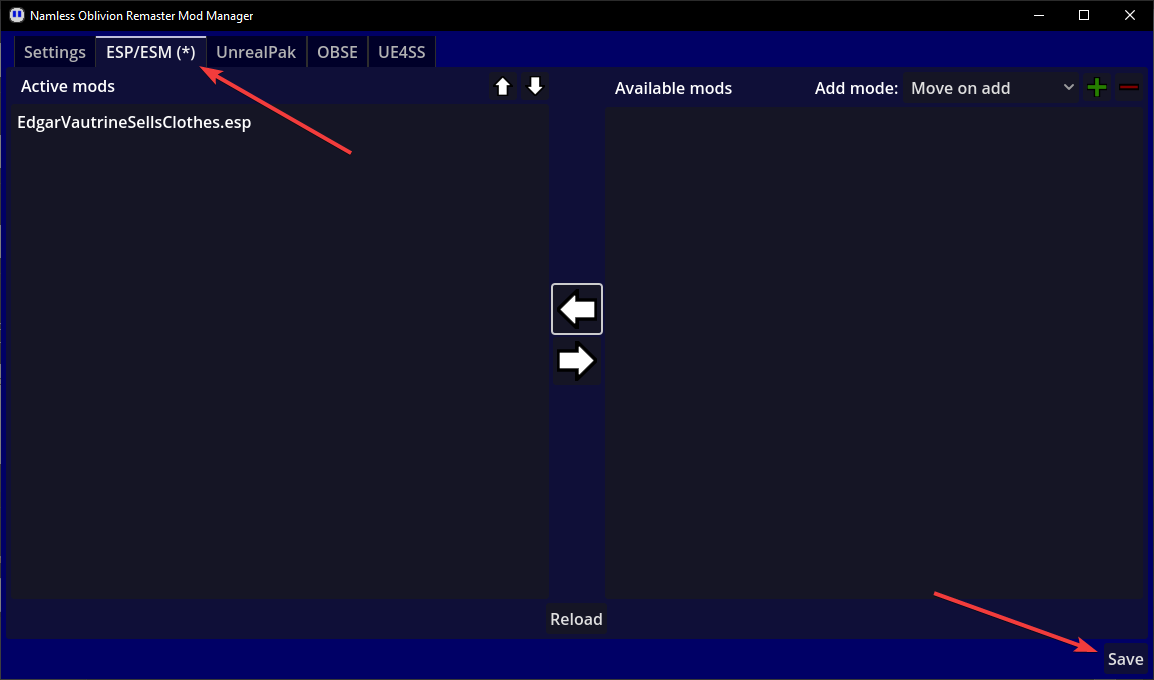 Namless Oblivion Remaster Mod Manager
Settings ESP/ESM (*) UnrealPak OBSE UE4SS
Active mods Available mods Add mode: Move on add
EdgarVautrineSellsClothes.esp
Reload
Save